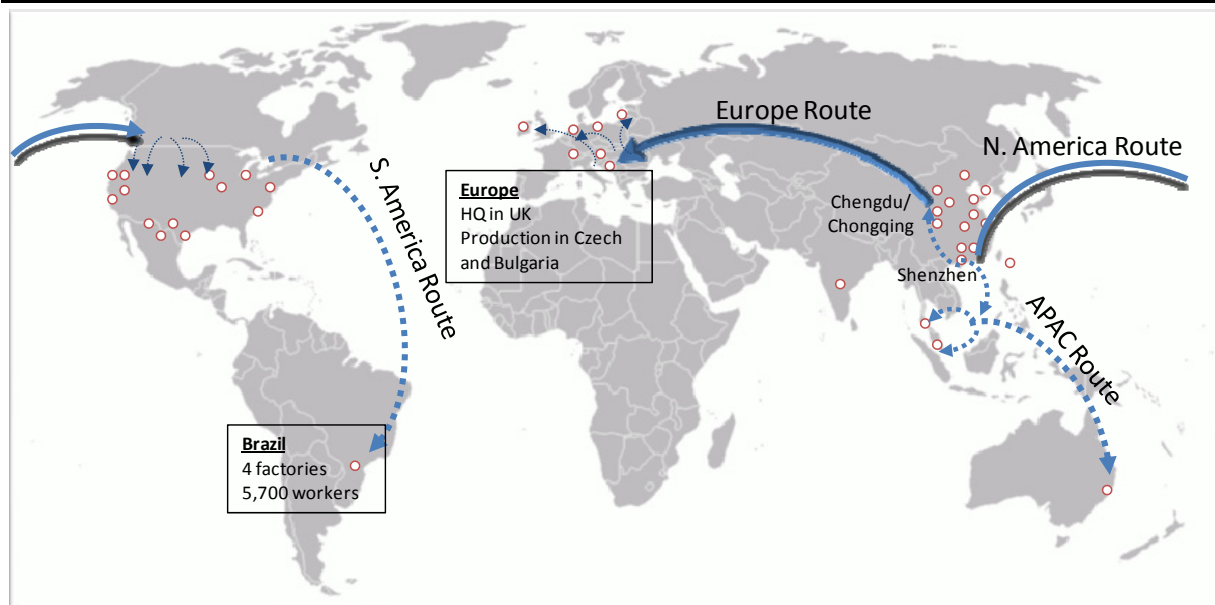 Europe Route
N. America Route
S. America Route
Europe
HQ in UK
Production in Czech
and Bulgaria
Chengdu/
Chongqing
Shenzhen
APAC Route
Brazil
4 factories
5,700 workers